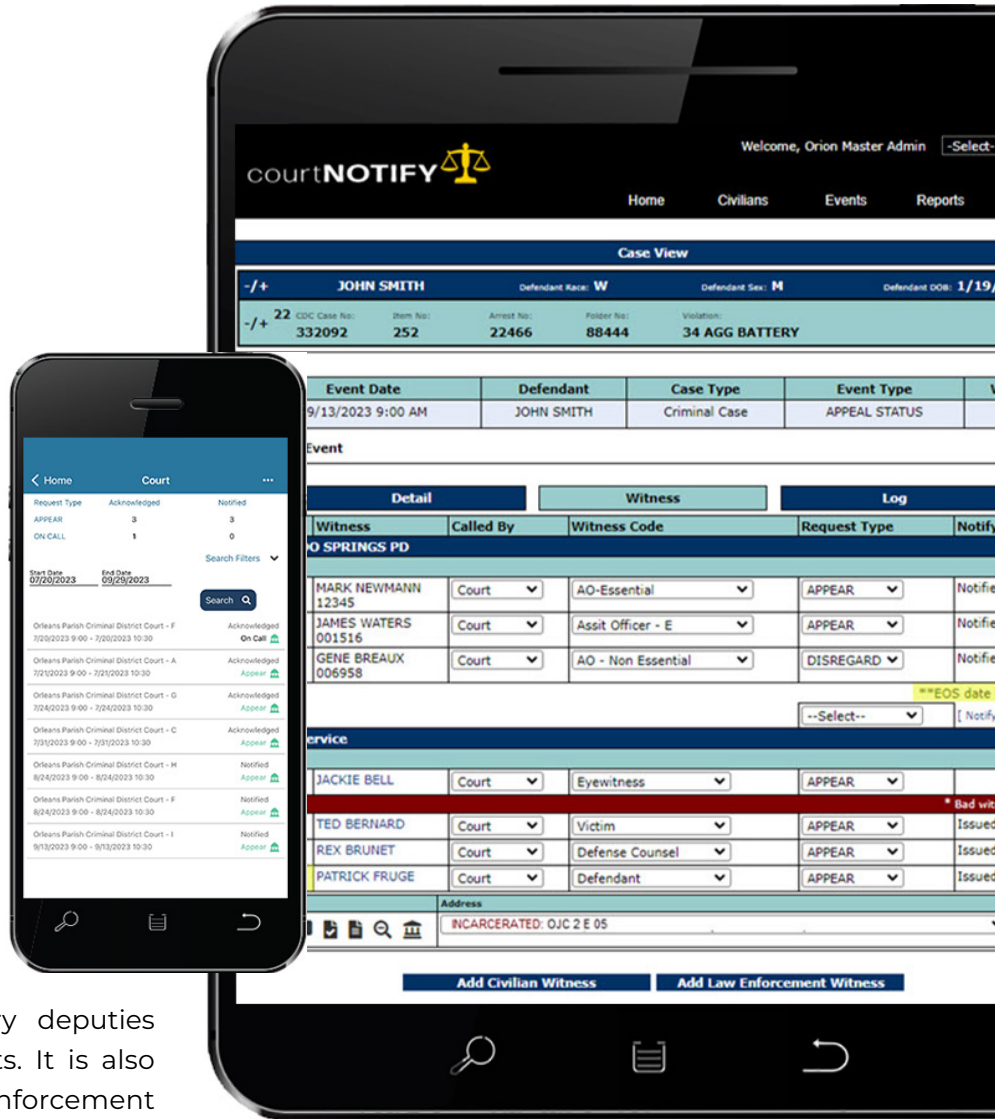 courtNOTIFY
Welcome, Orion Master Admin -Select-
Home Civilians Events Reports
Case View
-/+ JOHN SMITH Defendant Race: W Defendant Sex: M Defendant DOB: 1/19/
-/+ 22 CDC Case No: Item No: Arrest No: Folder No: Violation:
332092 252 22466 88444 34 AGG BATTERY
Event Date Defendant Case Type Event Type
9/13/2023 9:00 AM JOHN SMITH Criminal Case APPEAL STATUS
Event
Detail Witness Log
Witness Called By Witness Code Request Type Notify
O SPRINGS PD
MARK NEWMANN Court AO-Essential APPEAR Notifie
12345
JAMES WATERS Court Assit Officer - E APPEAR Notifie
001516
GENE BREAUX Court AO - Non Essential DISREGARD Notifie
006958
**EOS date
--Select-- [ Notify
ervice
JACKIE BELL Court Eyewitness APPEAR
* Bad wit
TED BERNARD Court Victim APPEAR Issued
REX BRUNET Court Defense Counsel APPEAR Issued
PATRICK FRUGE Court Defendant APPEAR Issued
Address
INCARCERATED: OJC 2 E 05
Add Civilian Witness Add Law Enforcement Witness
Home Court ...
Request Type Acknowledged Notified
APPEAR 3 3
ON CALL 1 0
Search Filters
Start Date End Date
07/20/2023 09/29/2023
Search
Orleans Parish Criminal District Court - F Acknowledged
7/20/2023 9:00 - 7/20/2023 10:30 On Call
Orleans Parish Criminal District Court - A Acknowledged
7/21/2023 9:00 - 7/21/2023 10:30 Appear
Orleans Parish Criminal District Court - G Acknowledged
7/24/2023 9:00 - 7/24/2023 10:30 Appear
Orleans Parish Criminal District Court - C Acknowledged
7/31/2023 9:00 - 7/31/2023 10:30 Appear
Orleans Parish Criminal District Court - H Notified
8/24/2023 9:00 - 8/24/2023 10:30 Appear
Orleans Parish Criminal District Court - F Notified
8/24/2023 9:00 - 8/24/2023 10:30 Appear
Orleans Parish Criminal District Court - I Notified
9/13/2023 9:00 - 9/13/2023 10:30 Appear
y deputies
ts. It is also
nforcement